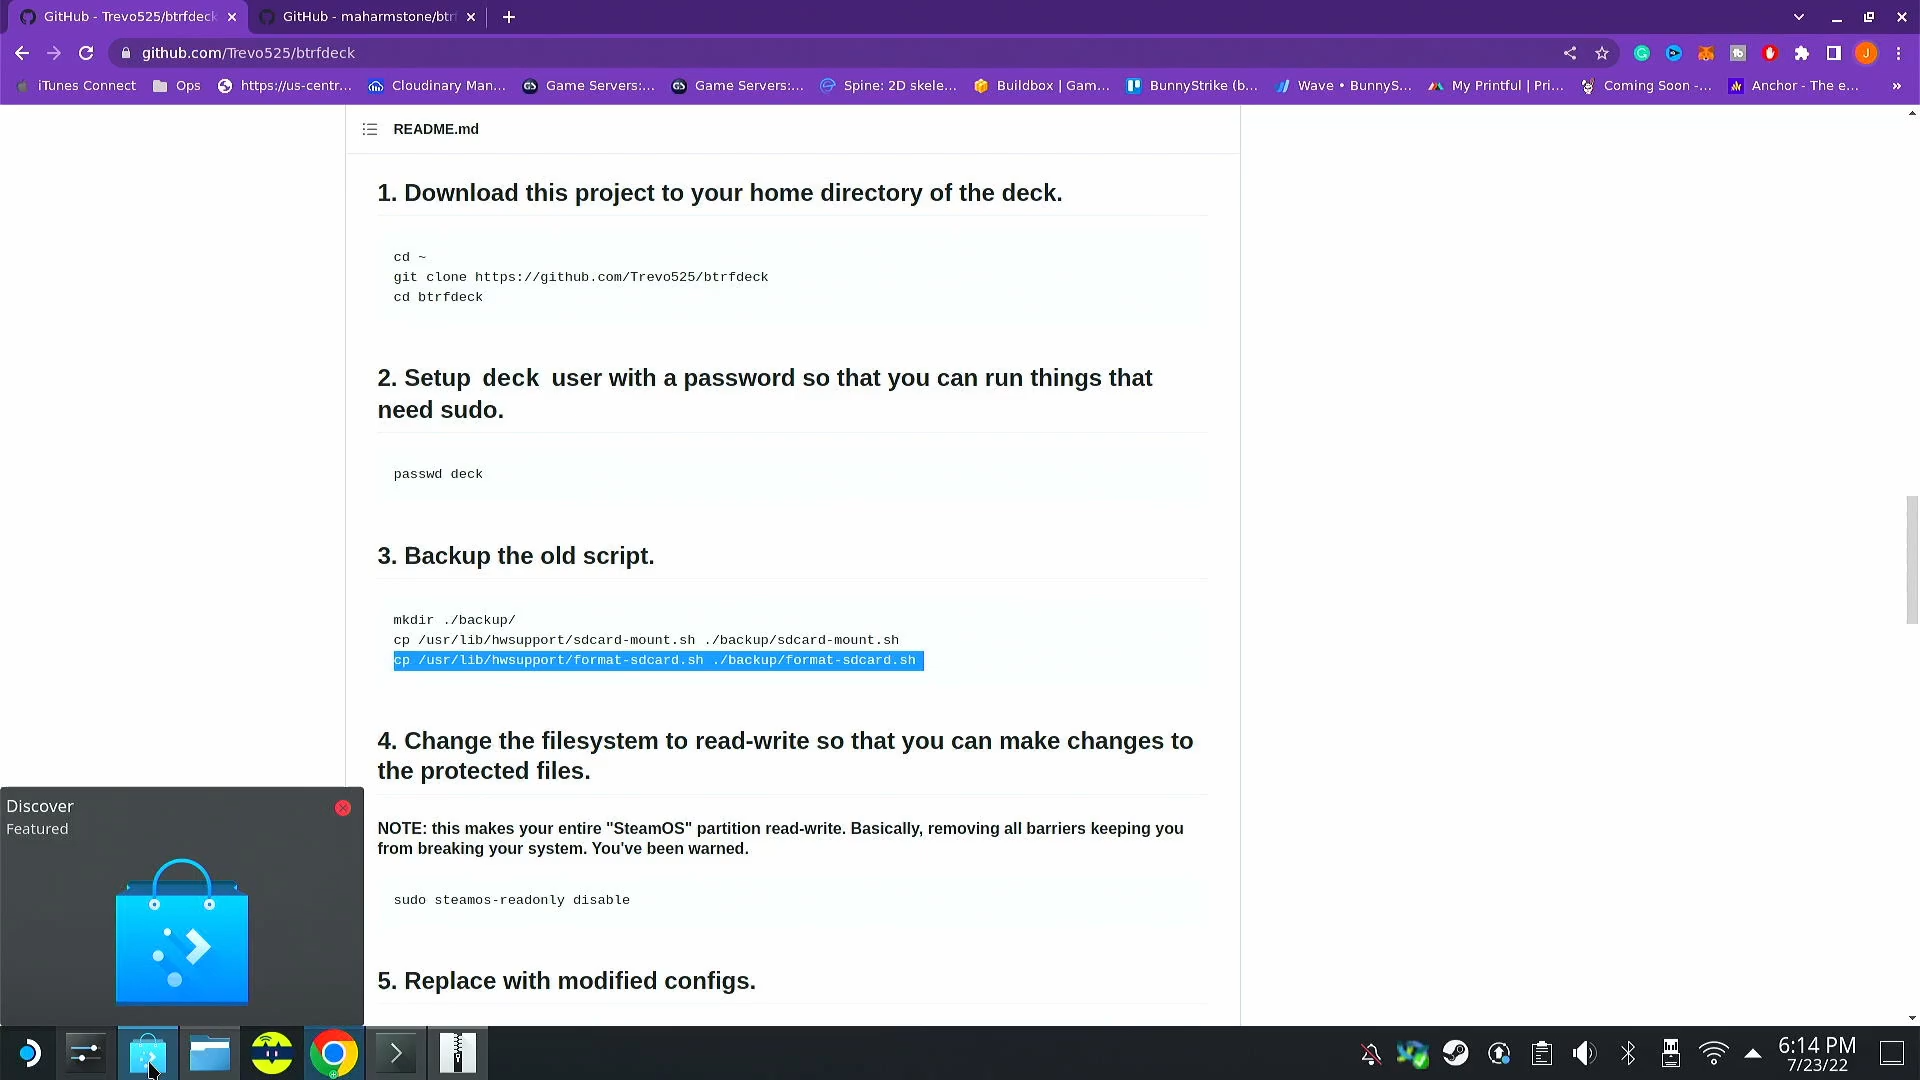 GitHub - Trevo525/btrfdeck
GitHub - maharmstone/btrf
github.com/Trevo525/btrfdeck
iTunes Connect
Ops
https://us-centr...
Cloudinary Man...
Game Servers:...
Game Servers:...
Spine: 2D skele...
Buildbox | Gam...
BunnyStrike (b...
Wave • BunnyS...
My Printful | Pri...
Coming Soon -...
Anchor - The e...
»
README.md
1. Download this project to your home directory of the deck.
cd ~
git clone https://github.com/Trevo525/btrfdeck
cd btrfdeck
2. Setup deck user with a password so that you can run things that
need sudo.
passwd deck
3. Backup the old script.
mkdir ./backup/
cp /usr/lib/hwsupport/sdcard-mount.sh ./backup/sdcard-mount.sh
cp /usr/lib/hwsupport/format-sdcard.sh ./backup/format-sdcard.sh
4. Change the filesystem to read-write so that you can make changes to
the protected files.
NOTE: this makes your entire "SteamOS" partition read-write. Basically, removing all barriers keeping you
from breaking your system. You've been warned.
sudo steamos-readonly disable
5. Replace with modified configs.
Discover
Featured
6:14 PM
7/23/22